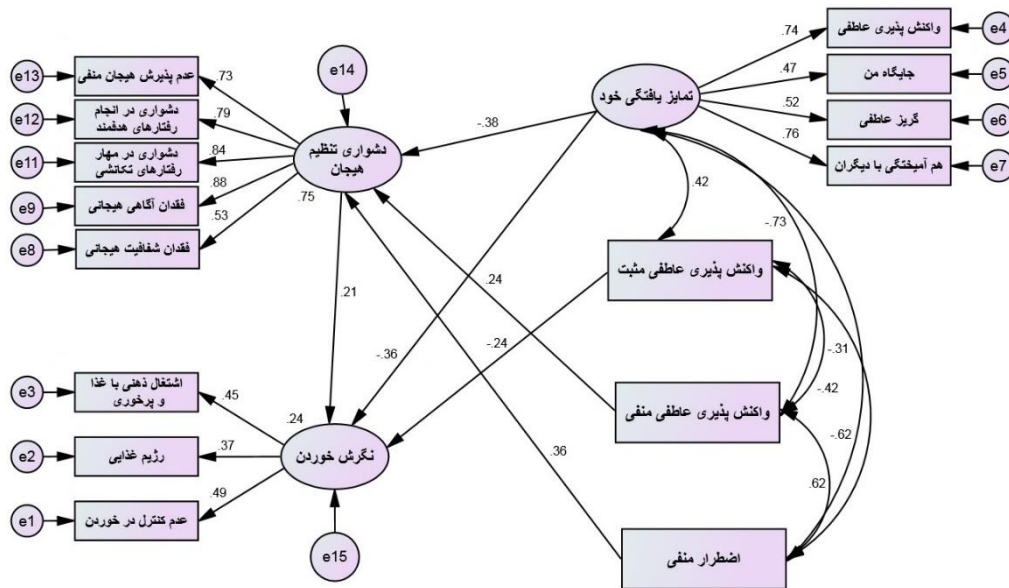 واکنش پذیری عاطفی
e4
.74
جایگاه من
e5
.47
گریز عاطفی
e6
.52
هم آمیختگی با دیگران
e7
.76
تمایز یافتگی خود
e14
e13
عدم پذیرش هیجان منفی
.73
e12
دشواری در انجام
رفتارهای هدفمند
.79
e11
دشواری در مهار
رفتارهای تکانشی
.84
e9
فقدان آگاهی هیجانی
.88
e8
فقدان شفافیت هیجانی
.53
دشواری تنظیم
هیجان
.75
-.38
.42
-.73
واکنش پذیری عاطفی مثبت
.24
.21
-.24
-.36
-.31
-.42
واکنش پذیری عاطفی منفی
-.62
.62
.36
اضطرار منفی
e3
اشتغال ذهنی با غذا
و پرخوری
.45
e2
رژیم غذایی
.37
e1
عدم کنترل در خوردن
.49
.24
نگرش خوردن
e15